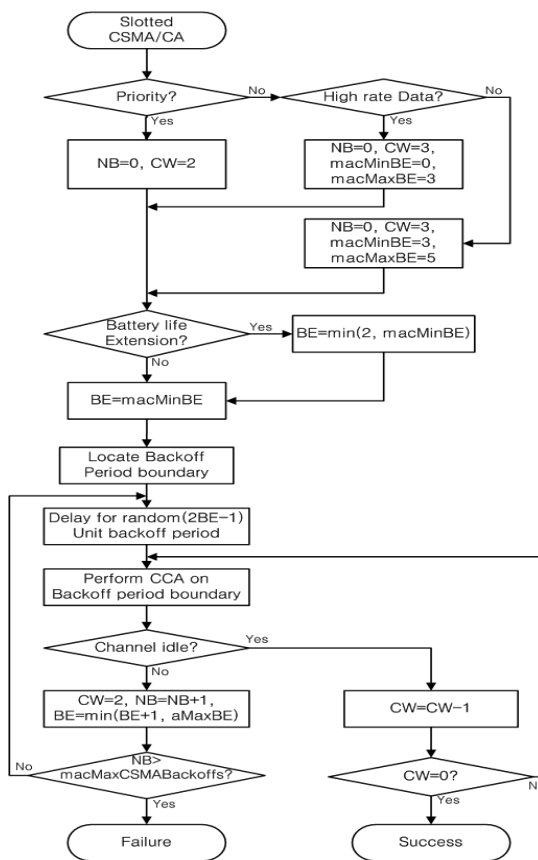 Slotted
CSMA/CA
Priority?
No
High rate Data?
No
Yes
Yes
NB=0, CW=2
NB=0, CW=3,
macMinBE=0,
macMaxBE=3
NB=0, CW=3,
macMinBE=3,
macMaxBE=5
Battery life
Extension?
Yes
BE=min(2, macMinBE)
No
BE=macMinBE
Locate Backoff
Period boundary
Delay for random(2BE-1)
Unit backoff period
Perform CCA on
Backoff period boundary
Channel idle?
Yes
No
CW=2, NB=NB+1,
BE=min(BE+1, aMaxBE)
CW=CW-1
No
NB>
macMaxCSMABackoffs?
CW=0?
N
Yes
Yes
Failure
Success